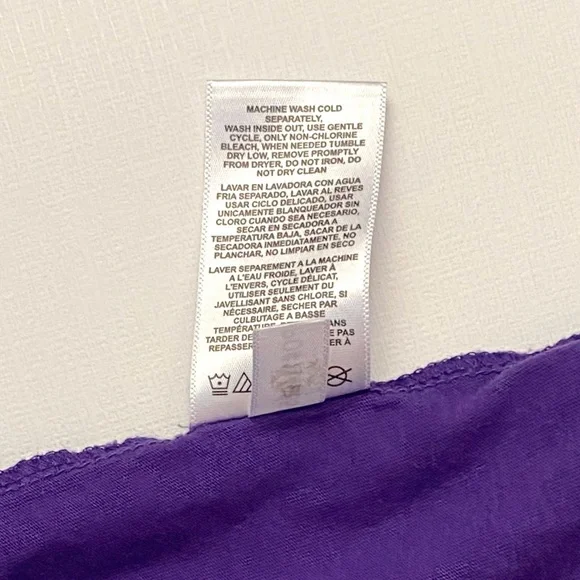 MACHINE WASH COLD
SEPARATELY,
WASH INSIDE OUT, USE GENTLE
CYCLE, ONLY NON-CHLORINE
BLEACH, WHEN NEEDED TUMBLE
DRY LOW, REMOVE PROMPTLY
FROM DRYER, DO NOT IRON, DO
NOT DRY CLEAN
LAVAR EN LAVADORA CON AGUA
FRIA SEPARADO, LAVAR AL REVES
USAR CICLO DELICADO, USAR
UNICAMENTE BLANQUEADOR SIN
CLORO CUANDO SEA NECESARIO,
SECAR EN SECADORA A
TEMPERATURA BAJA, SACAR DE LA
SECADORA INMEDIATAMENTE, NO
PLANCHAR, NO LIMPIAR EN SECO
LAVER SEPAREMENT A LA MACHINE
A L'EAU FROIDE, LAVER À
L'ENVERS, CYCLE DÉLICAT,
UTILISER SEULEMENT DU
JAVELLISANT SANS CHLORE, SI
NÉCESSAIRE, SECHER PAR
CULBUTAGE A BASSE
TEMPÉRATURE, ANS
TARDER DE PAS
REPASSER À